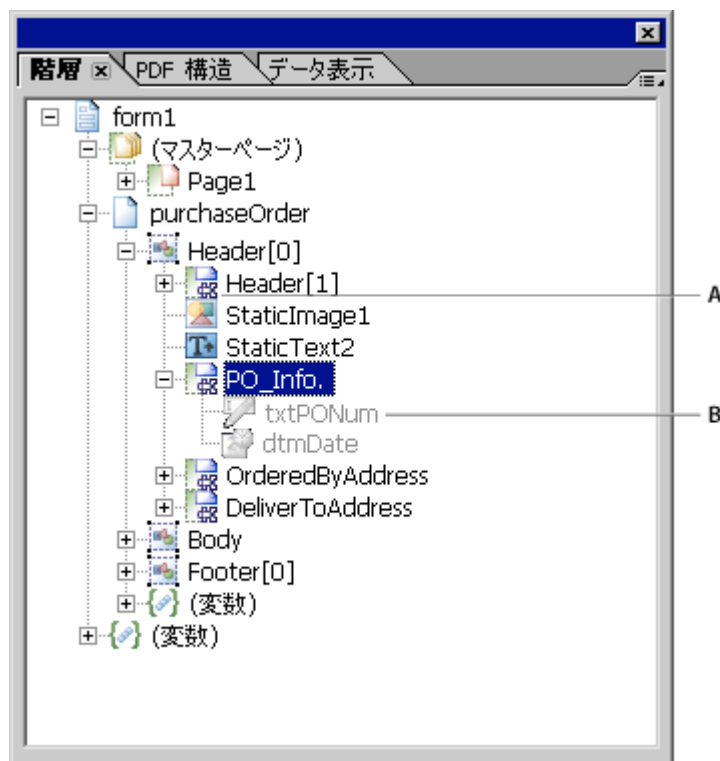 階層 PDF 構造 データ表示
form1
(マスターページ)
Page1
purchaseOrder
Header[0]
Header[1]
A
StaticImage1
StaticText2
PO_Info.
txtPONum
B
dtmDate
OrderedByAddress
DeliverToAddress
Body
Footer[0]
(変数)
(変数)